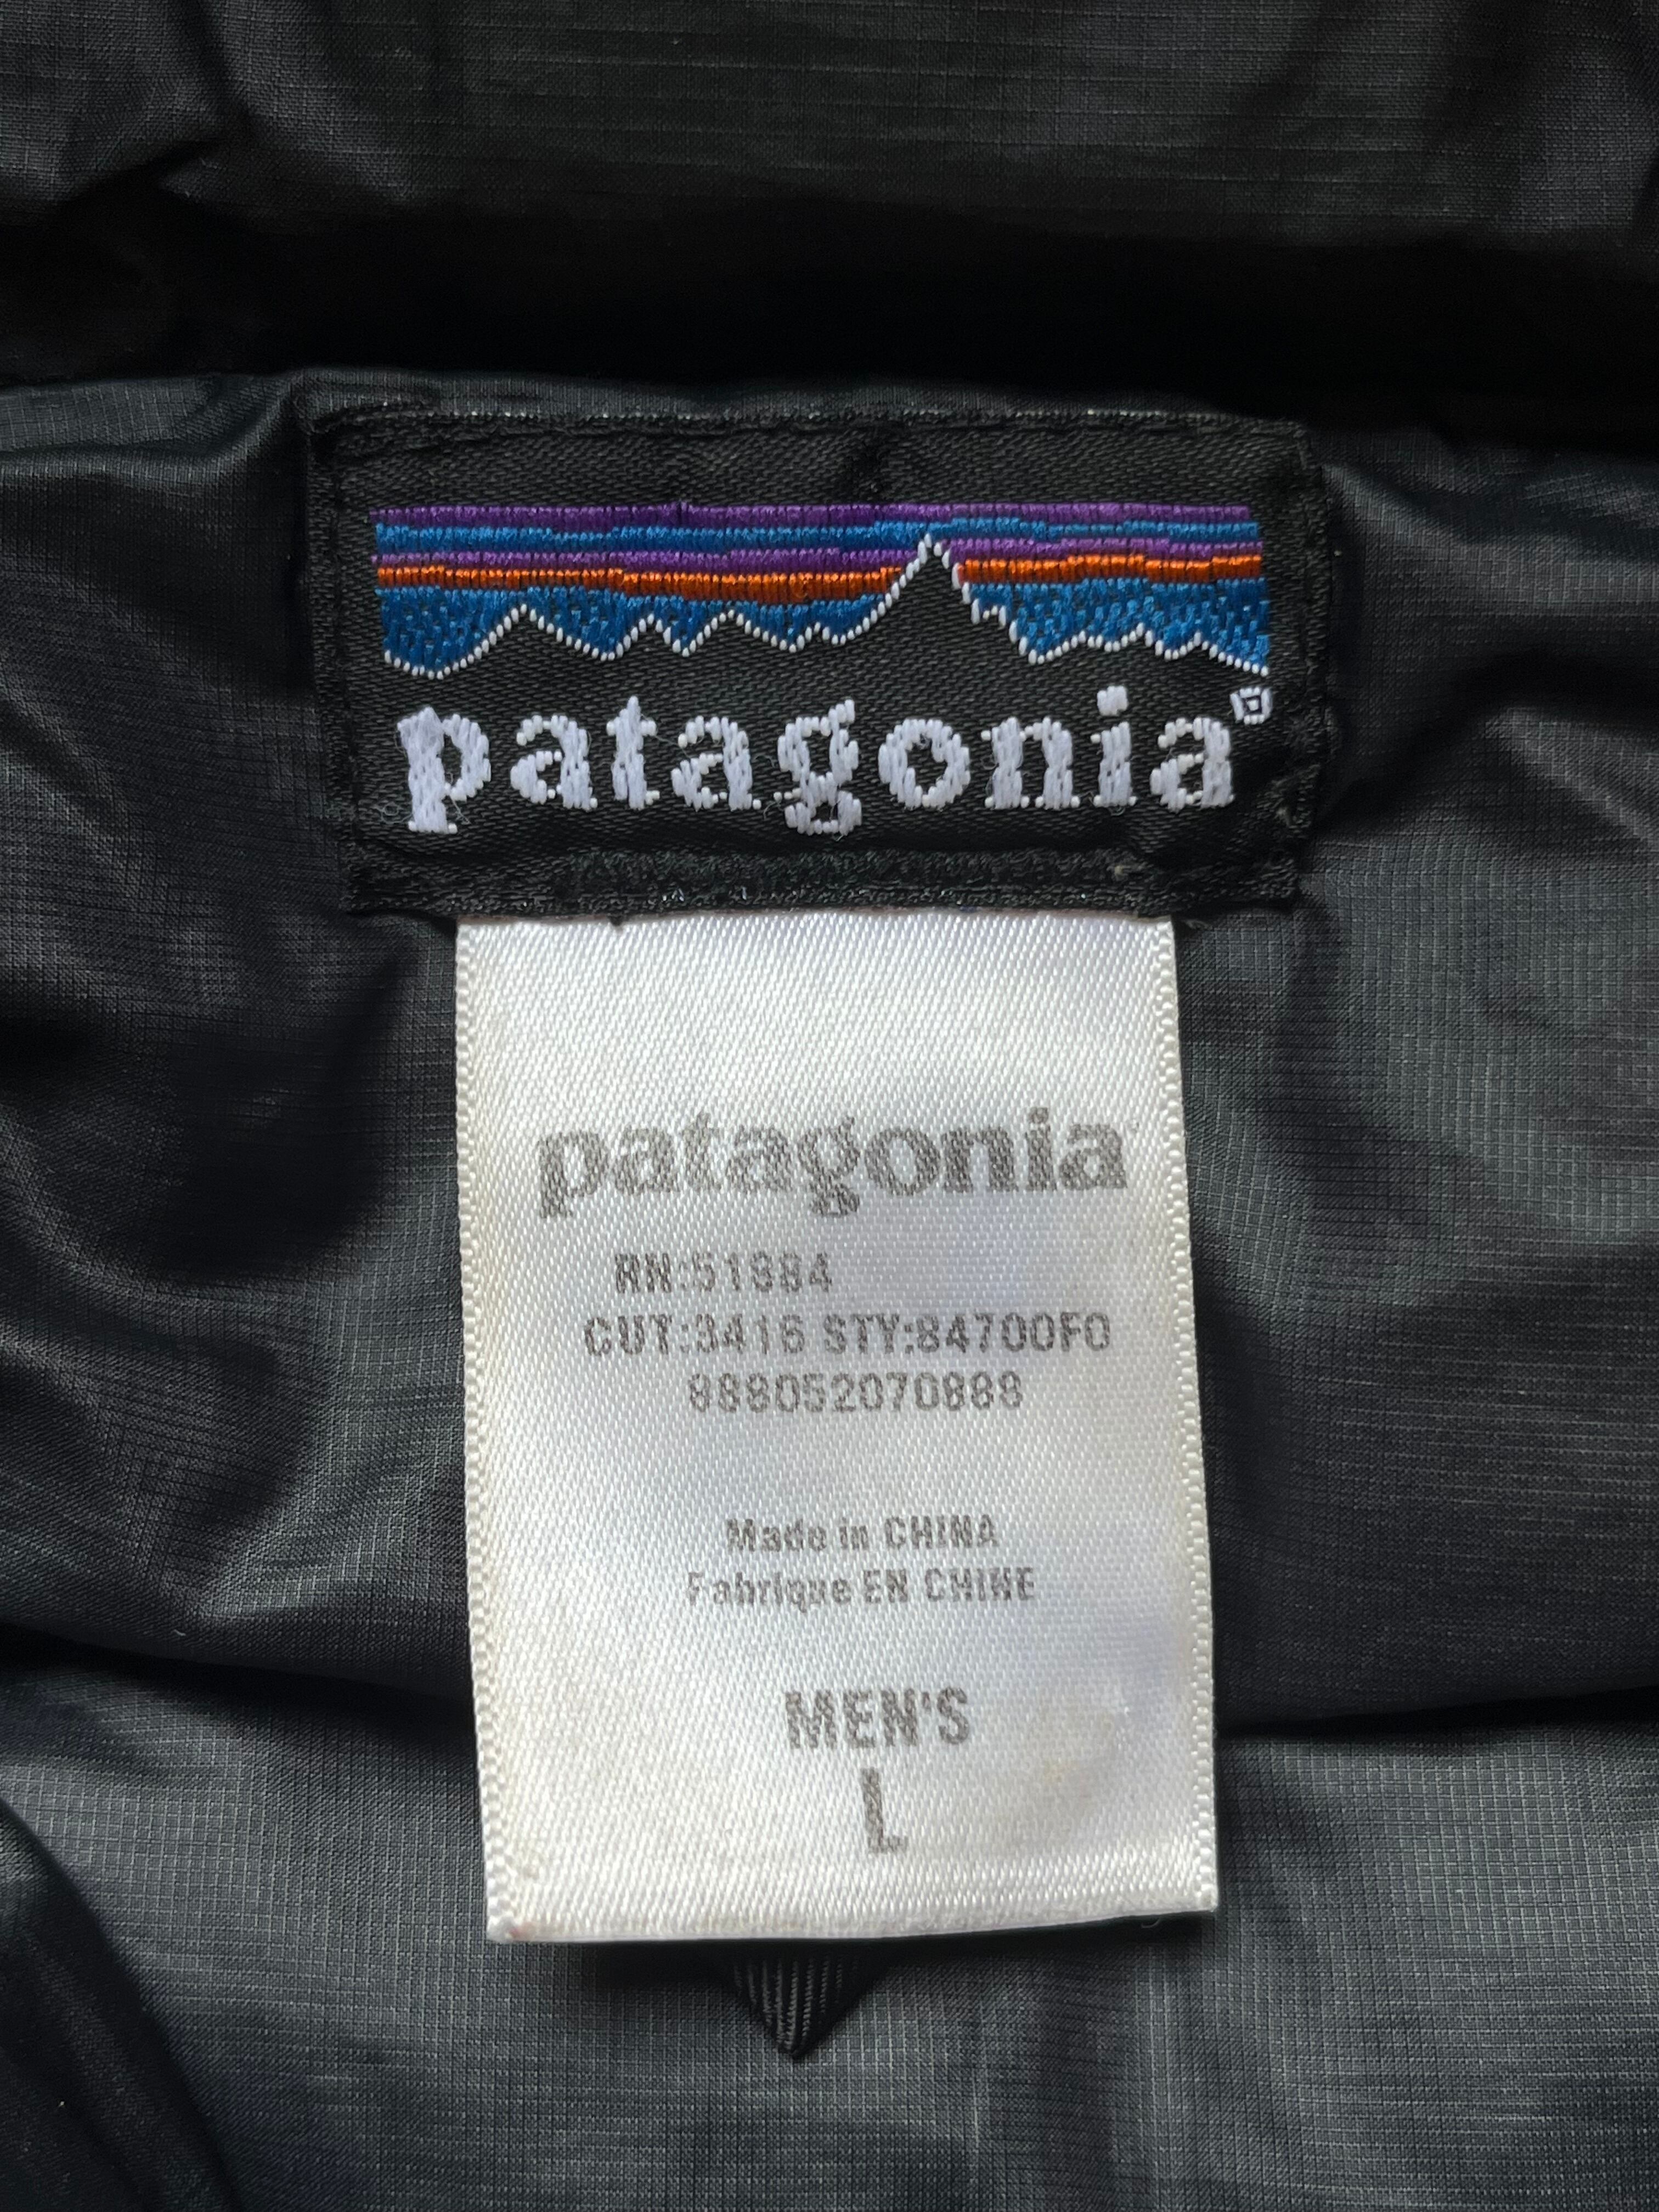 patagonia®
patagonia
RN:51884
CUT:3416 STY:84700F0
888052070888
Made in CHINA
Fabrique EN CHINE
MEN'S
L